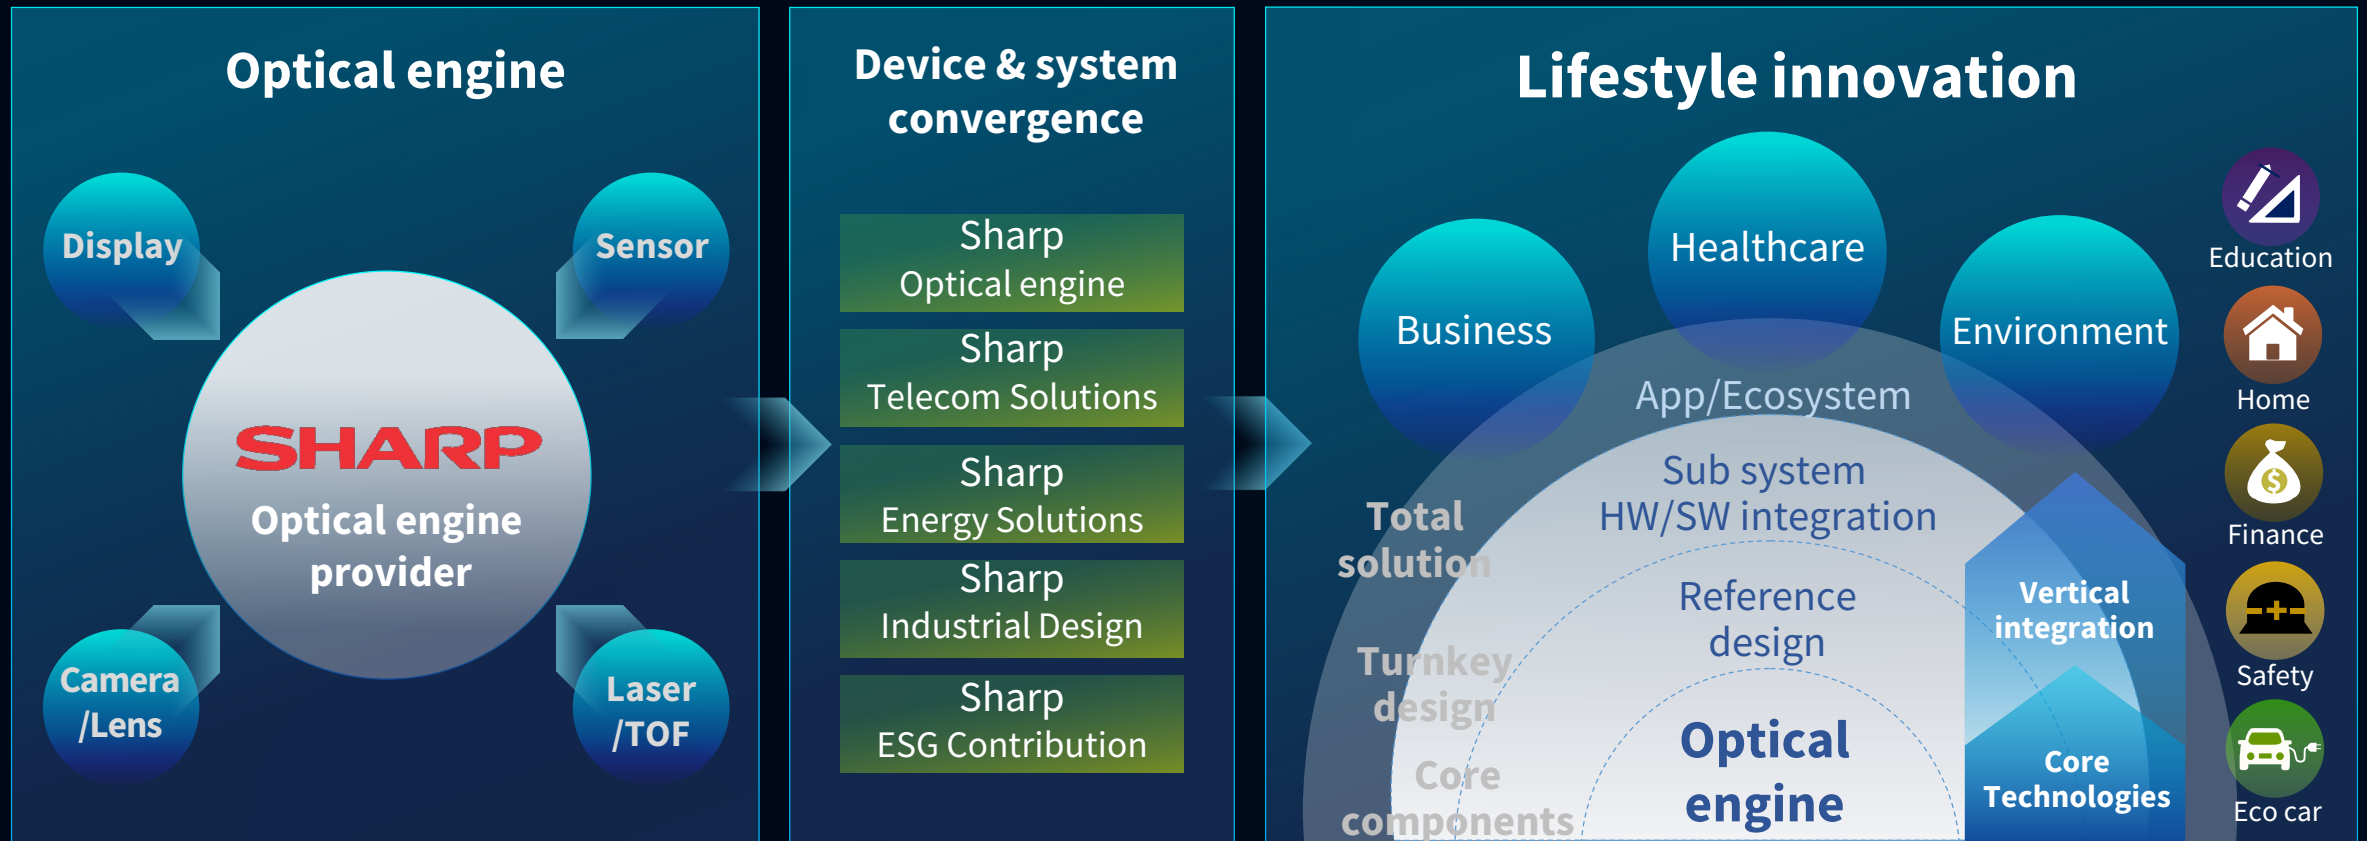 Optical engine
Display
Sensor
SHARP
Optical engine
provider
Camera
/Lens
Laser
/TOF
Device & system
convergence
Sharp
Optical engine
Sharp
Telecom Solutions
Sharp
Energy Solutions
Sharp
Industrial Design
Sharp
ESG Contribution
Lifestyle innovation
Business
Healthcare
Environment
App/Ecosystem
Sub system
HW/SW integration
Reference
design
Optical
engine
Total
solution
Turnkey
design
Core
components
Vertical
integration
Core
Technologies
Education
Home
$
Finance
Safety
Eco car